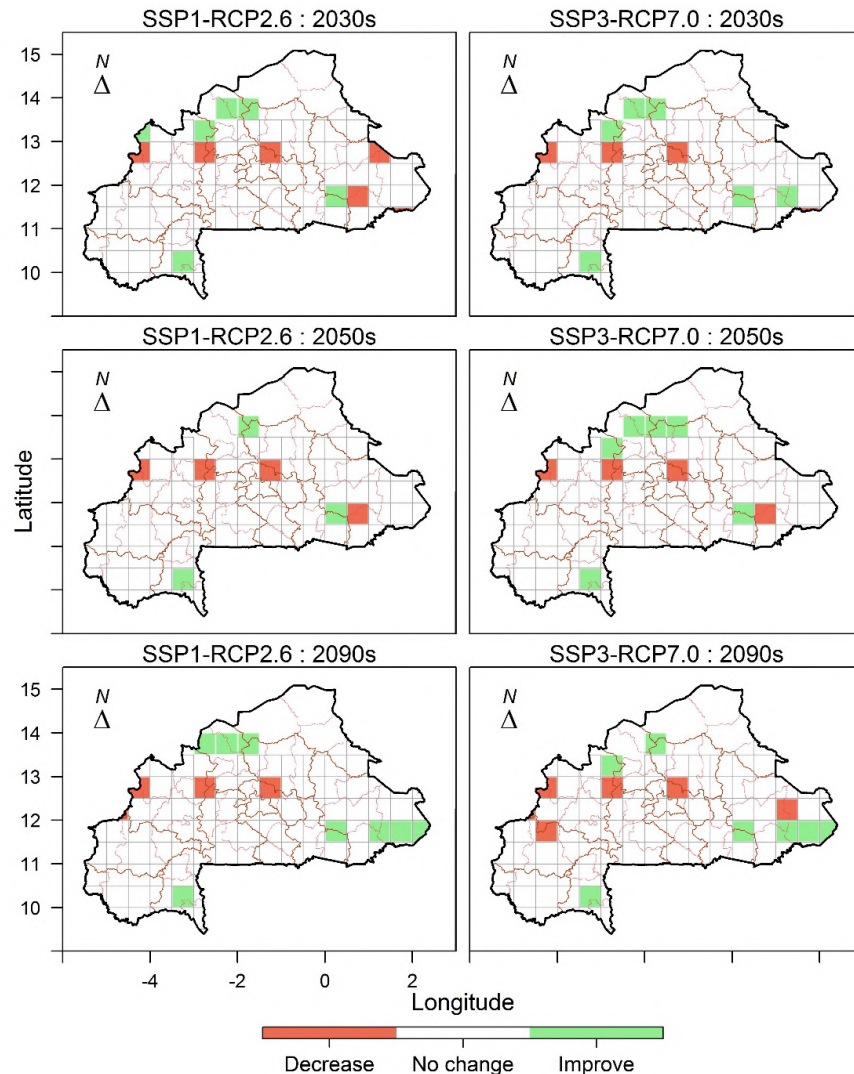 SSP1-RCP2.6 : 2030s
SSP3-RCP7.0 : 2030s
N
Δ
N
Δ
15
14
13
12
11
10
SSP1-RCP2.6 : 2050s
SSP3-RCP7.0 : 2050s
N
Δ
N
Δ
Latitude
SSP1-RCP2.6 : 2090s
SSP3-RCP7.0 : 2090s
N
Δ
N
Δ
15
14
13
12
11
10
-4 -2 0 2
Longitude
Decrease No change Improve